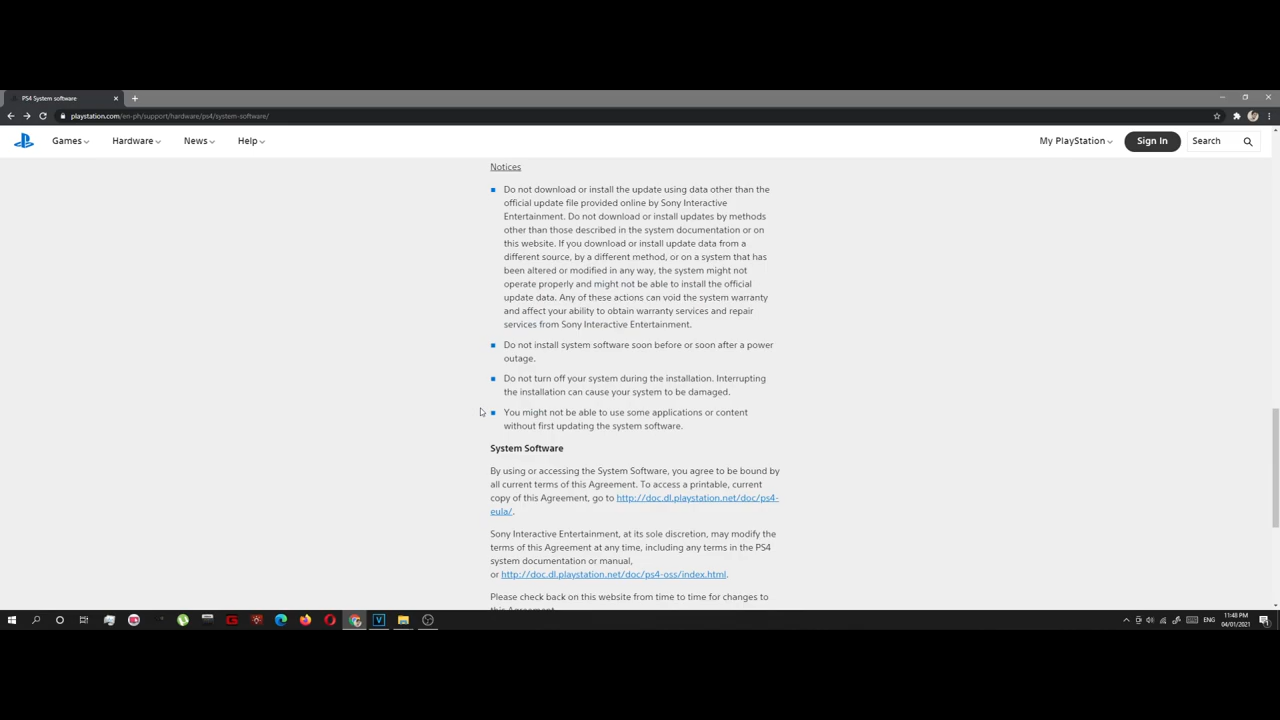 PS4 System software
playstation.com/en-ph/support/hardware/ps4/system-software/
Games Hardware News Help My PlayStation Sign In Search
Notices
Do not download or install the update using data other than the
official update file provided online by Sony Interactive
Entertainment. Do not download or install updates by methods
other than those described in the system documentation or on
this website. If you download or install update data from a
different source, by a different method, or on a system that has
been altered or modified in any way, the system might not
operate properly and might not be able to install the official
update data. Any of these actions can void the system warranty
and affect your ability to obtain warranty services and repair
services from Sony Interactive Entertainment.
Do not install system software soon before or soon after a power
outage.
Do not turn off your system during the installation. Interrupting
the installation can cause your system to be damaged.
You might not be able to use some applications or content
without first updating the system software.
System Software
By using or accessing the System Software, you agree to be bound by
all current terms of this Agreement. To access a printable, current
copy of this Agreement, go to http://doc.dl.playstation.net/doc/ps4-
eula/.
Sony Interactive Entertainment, at its sole discretion, may modify the
terms of this Agreement at any time, including any terms in the PS4
system documentation or manual,
or http://doc.dl.playstation.net/doc/ps4-oss/index.html.
Please check back on this website from time to time for changes to
this Agreement.
ENG
11:48 PM
04/01/2021